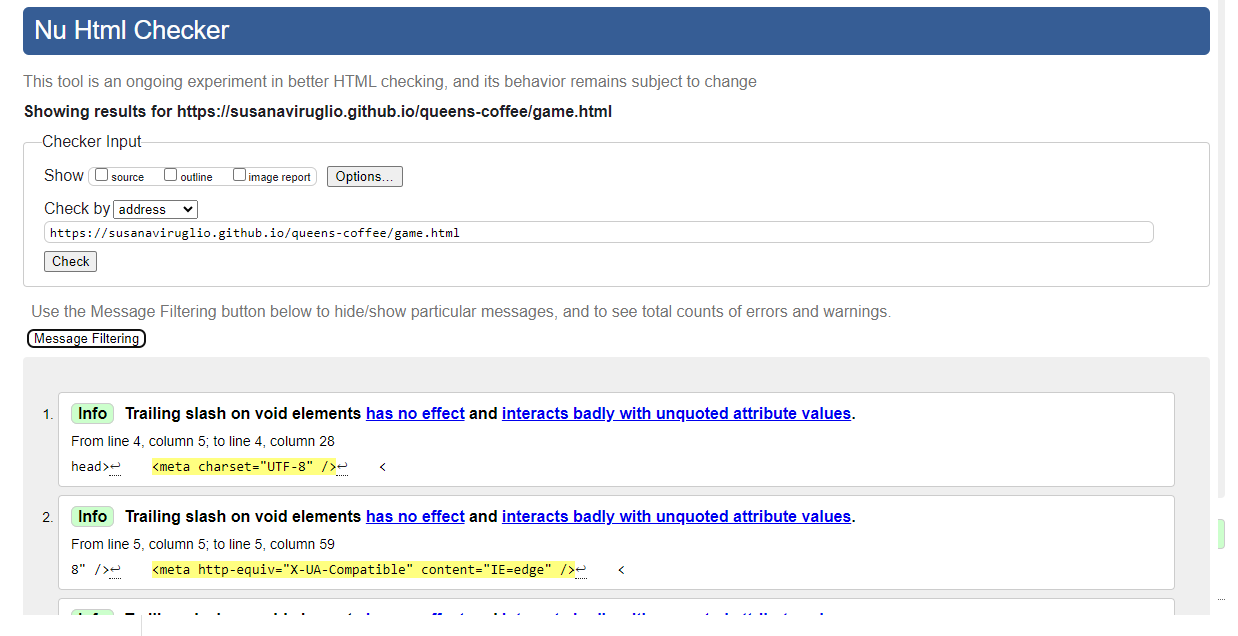 Nu Html Checker
This tool is an ongoing experiment in better HTML checking, and its behavior remains subject to change
Showing results for https://susanaviruglio.github.io/queens-coffee/game.html
Checker Input
Show source outline image report Options...
Check by address
https://susanaviruglio.github.io/queens-coffee/game.html
Check
Use the Message Filtering button below to hide/show particular messages, and to see total counts of errors and warnings.
Message Filtering
1. Info Trailing slash on void elements has no effect and interacts badly with unquoted attribute values.
From line 4, column 5; to line 4, column 28
head>↩ <meta charset="UTF-8" />↩ <
2. Info Trailing slash on void elements has no effect and interacts badly with unquoted attribute values.
From line 5, column 5; to line 5, column 59
8" />↩ <meta http-equiv="X-UA-Compatible" content="IE=edge" />↩ <